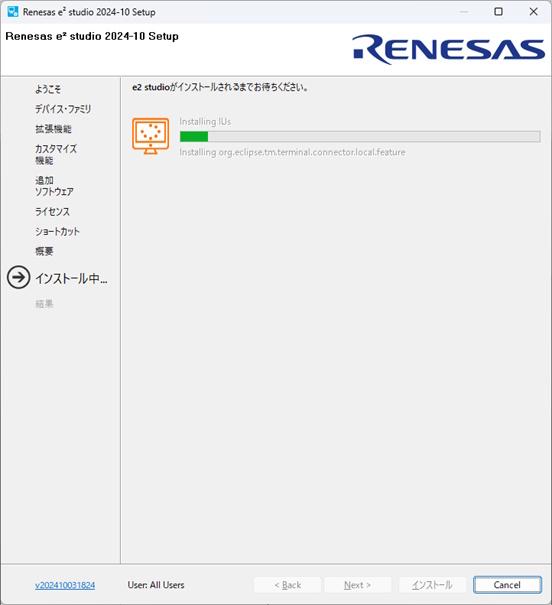 Renesas e² studio 2024-10 Setup
Renesas e² studio 2024-10 Setup
RENESAS
ようこそ
デバイス・ファミリ
拡張機能
カスタマイズ
機能
追加
ソフトウェア
ライセンス
ショートカット
概要
インストール中...
結果
e2 studioがインストールされるまでお待ちください。
Installing IUs
Installing org.eclipse.tm.terminal.connector.local.feature
v202410031824
User: All Users
< Back
Next >
インストール
Cancel